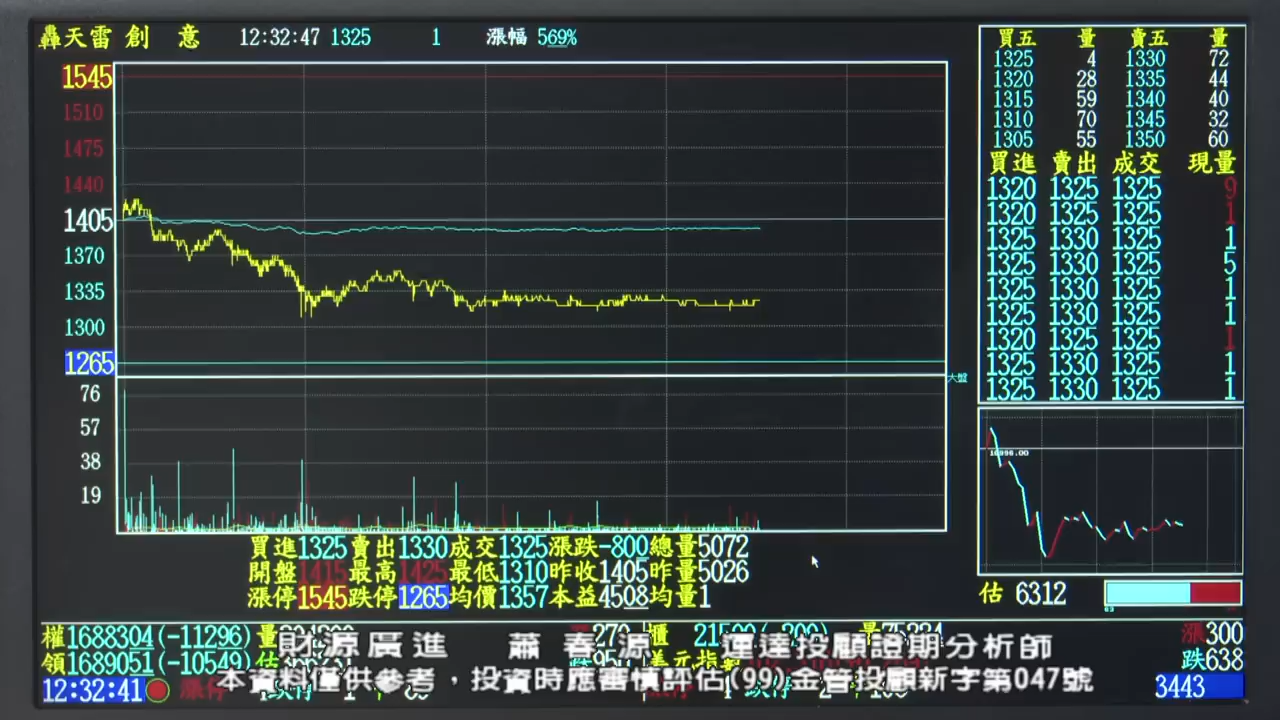 轟天雷 創 意 12:32:47 1325 1 漲幅 569%
1545
1510
1475
1440
1405
1370
1335
1300
1265
76
57
38
19
大盤
買五 量 賣五 量
1325 4 1330 72
1320 28 1335 44
1315 59 1340 40
1310 70 1345 32
1305 55 1350 60
買進 賣出 成交 現量
1320 1325 1325 9
1320 1325 1325 1
1325 1330 1325 1
1325 1330 1325 5
1325 1330 1325 1
1325 1330 1325 1
1320 1325 1325 1
1325 1330 1325 1
1325 1330 1325 1
估 6312
買進1325賣出1330成交1325漲跌-800總量5072
開盤1415最高1425最低1310昨收1405昨量5026
漲停1545跌停1265均價1357本益4508均量1
權1688304(-11296)量
漲300
領1689051(-10549)估
跌638
財源廣進 蕭春源 運達投顧證期分析師
本資料僅供參考，投資時應審慎評估(99)金管投顧新字第047號
12:32:41
3443